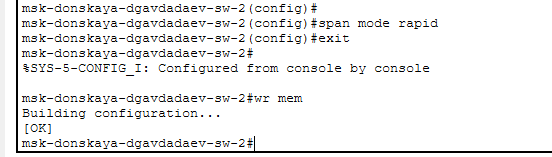 msk-donskaya-dgavdadaev-sw-2(config)#
msk-donskaya-dgavdadaev-sw-2(config)#span mode rapid
msk-donskaya-dgavdadaev-sw-2(config)#exit
msk-donskaya-dgavdadaev-sw-2#
%SYS-5-CONFIG_I: Configured from console by console
msk-donskaya-dgavdadaev-sw-2#wr mem
Building configuration...
[OK]
msk-donskaya-dgavdadaev-sw-2#